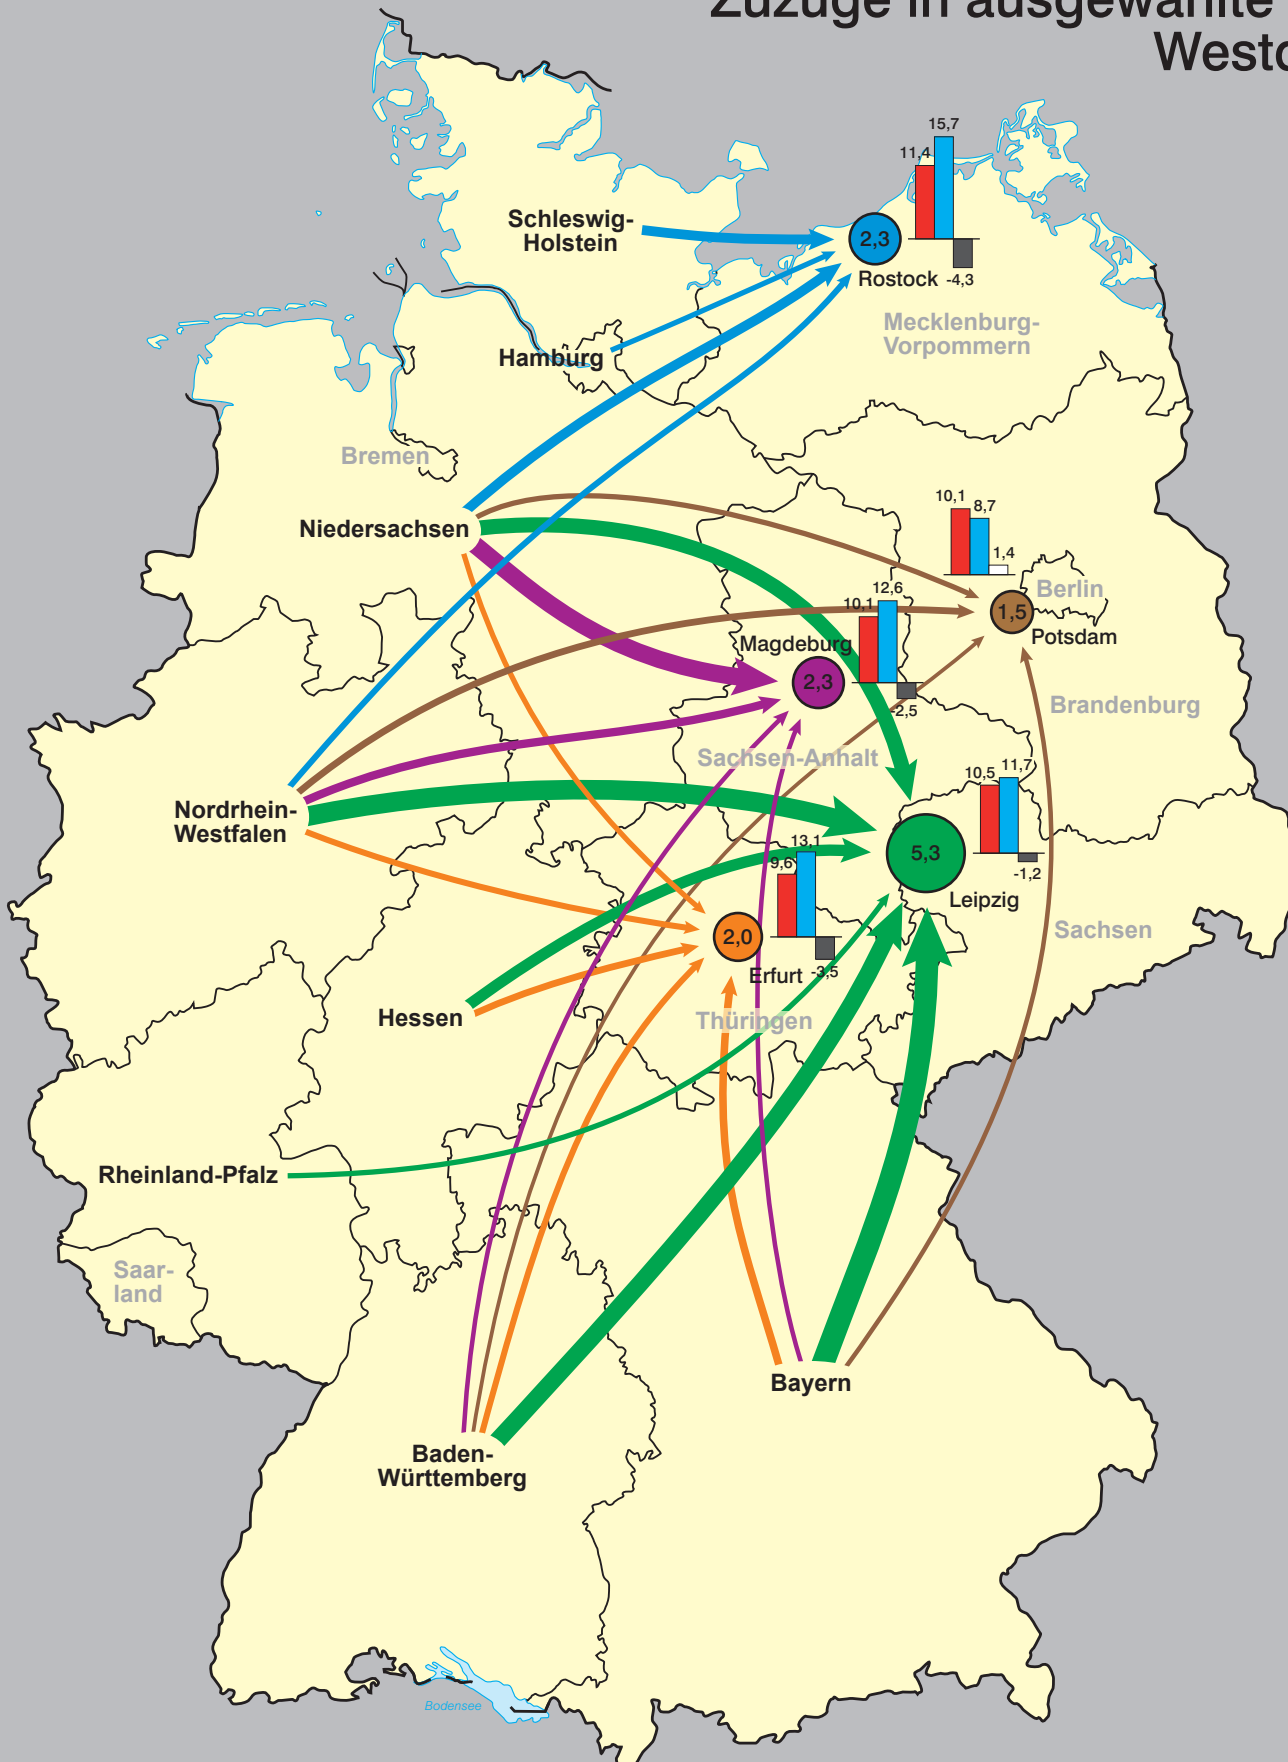 Zuzüge in ausgewählte
15,7
11,4
Schleswig-
Holstein
2,3
Rostock
-4,3
Mecklenburg-
Vorpommern
Hamburg
Bremen
10,1
8,7
1,4
Niedersachsen
Berlin
12,6
10,1
1,5
Potsdam
Magdeburg
2,3
-2,5
Brandenburg
Sachsen-Anhalt
10,5
11,7
Nordrhein-
Westfalen
13,1
9,6
5,3
-1,2
Leipzig
2,0
Sachsen
Erfurt
-3,5
Hessen
Thüringen
Rheinland-Pfalz
Saar-
land
Bayern
Baden-
Württemberg
Bodensee